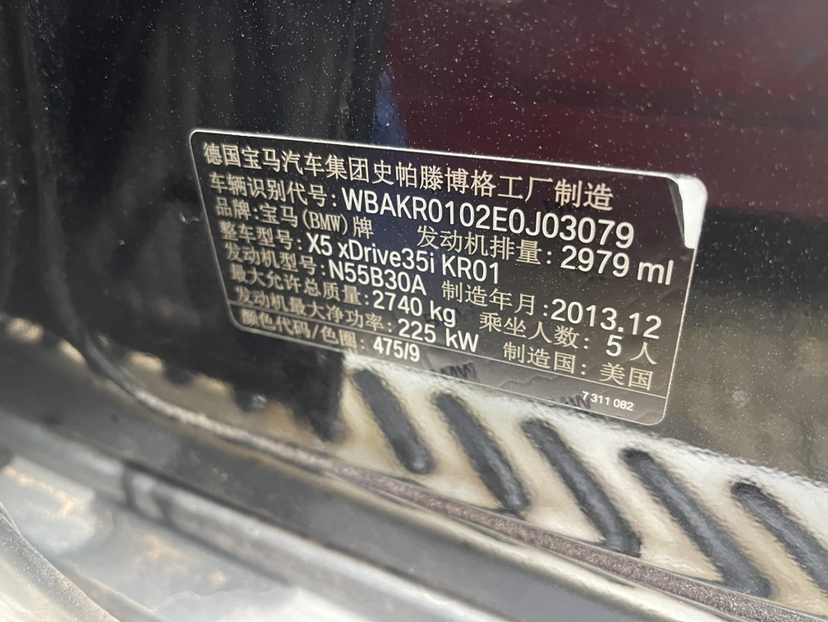 德国宝马汽车集团史帕滕博格工厂制造
车辆识别代号: WBAKR0102E0J03079
品牌: 宝马(BMW)牌 发动机排量: 2979 ml
整车型号: X5 xDrive35i KR01
发动机型号: N55B30A 制造年月: 2013.12
最大允许总质量: 2740 kg 乘坐人数: 5 人
发动机最大净功率: 225 kW 制造国: 美国
颜色代码/色圈: 475/9
7 311 082